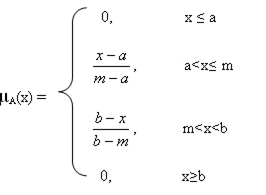 0, x ≤ a
x − a / m − a , a<x≤ m
μA(x) =
b − x / b − m , m<x<b
0, x≥b